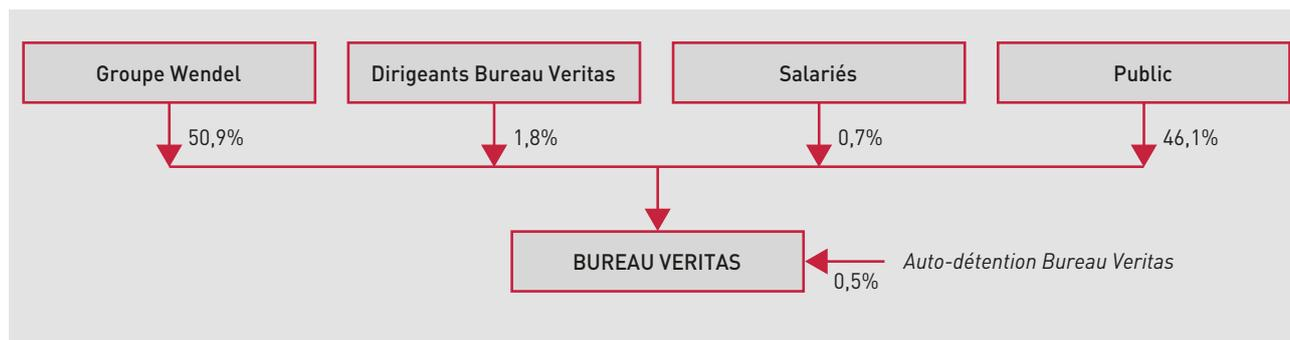 Groupe Wendel
Dirigeants Bureau Veritas
Salariés
Public
50,9%
1,8%
0,7%
46,1%
BUREAU VERITAS
Auto-détention Bureau Veritas
0,5%